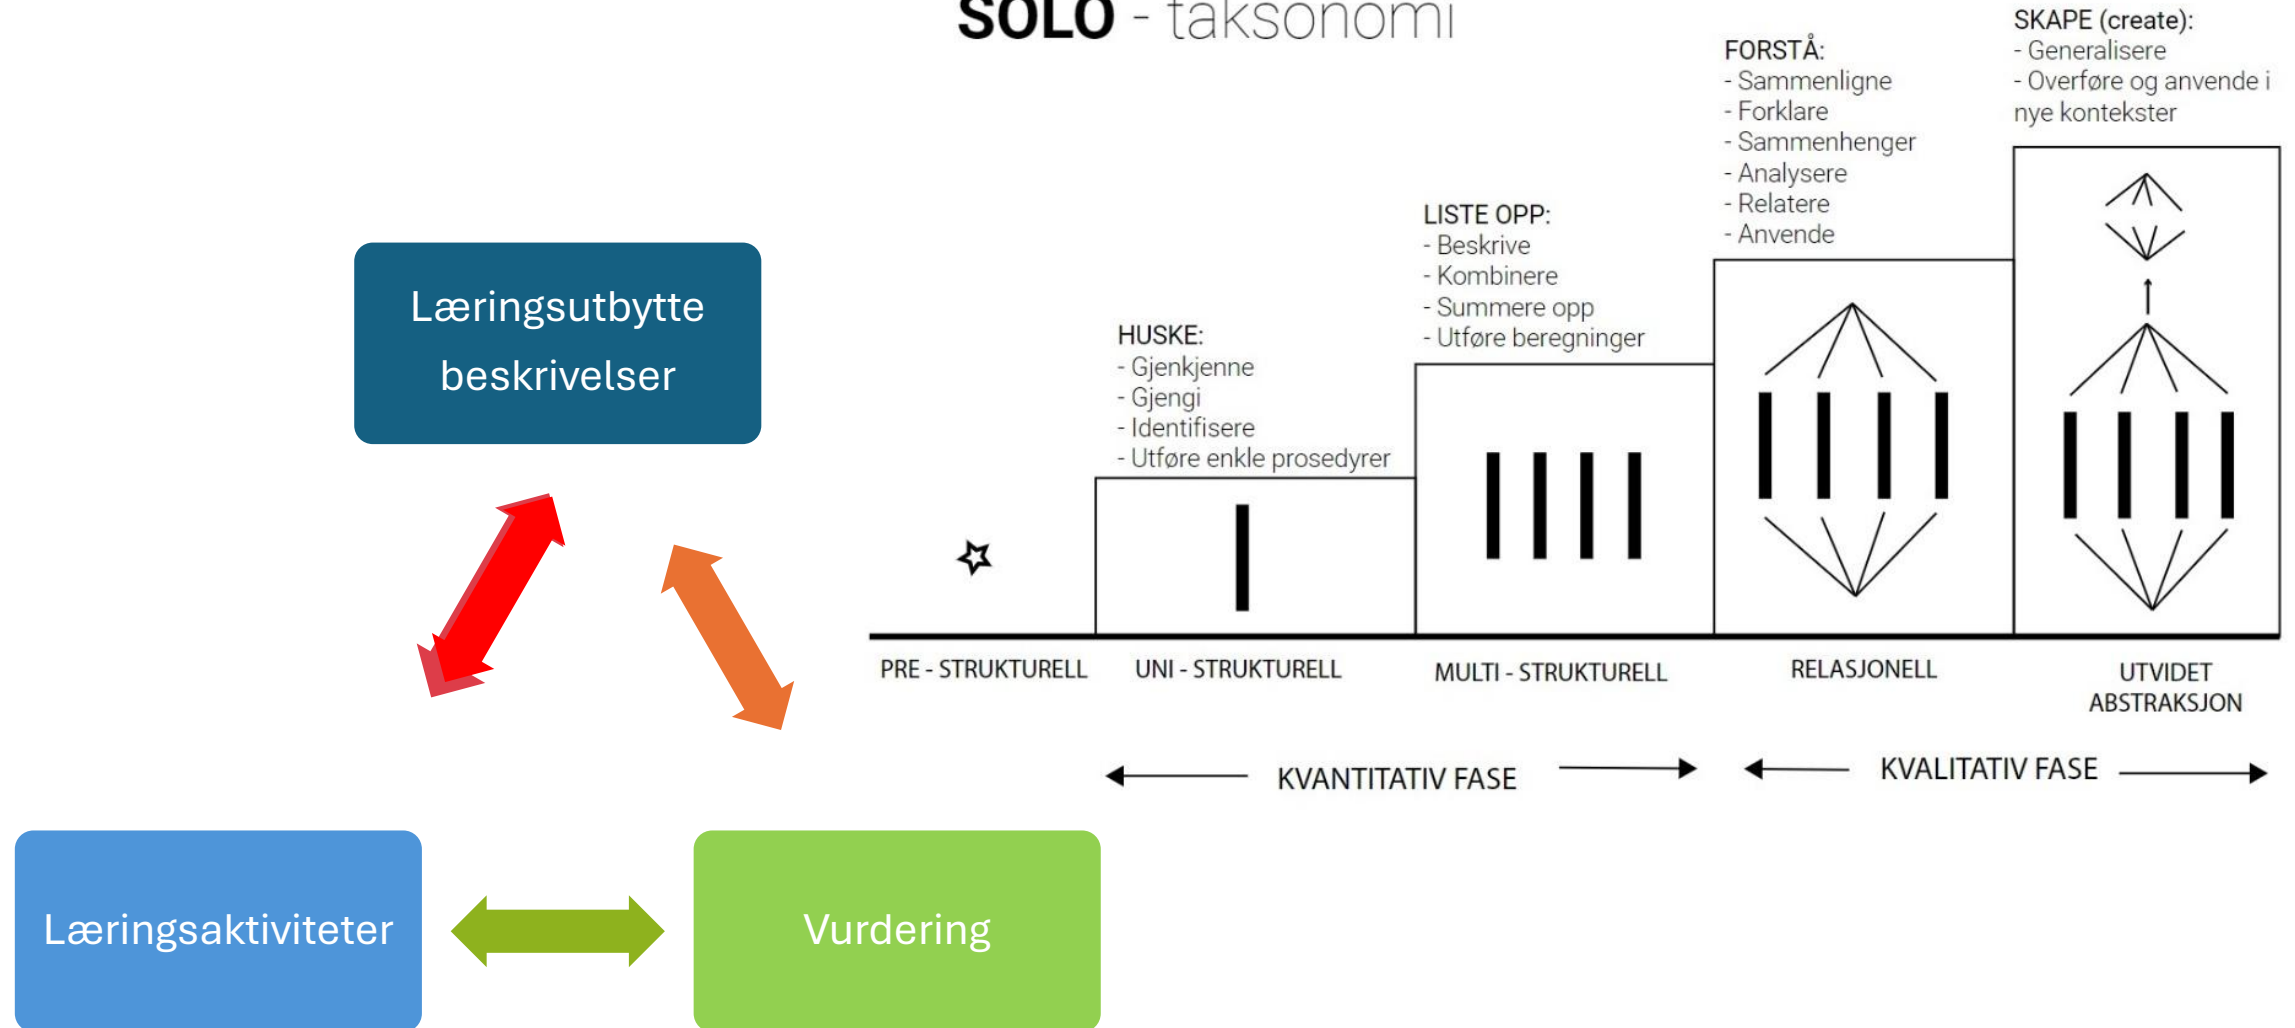 SOLO - taksonomi
Læringsutbytte
beskrivelser
Læringsaktiviteter
Vurdering
HUSKE:
- Gjenkjenne
- Gjengi
- Identifisere
- Utføre enkle prosedyrer
LISTE OPP:
- Beskrive
- Kombinere
- Summere opp
- Utføre beregninger
FORSTÅ:
- Sammenligne
- Forklare
- Sammenhenger
- Analysere
- Relatere
- Anvende
SKAPE (create):
- Generalisere
- Overføre og anvende i
nye kontekster
PRE - STRUKTURELL
UNI - STRUKTURELL
MULTI - STRUKTURELL
RELASJONELL
UTVIDET
ABSTRAKSJON
KVANTITATIV FASE
KVALITATIV FASE